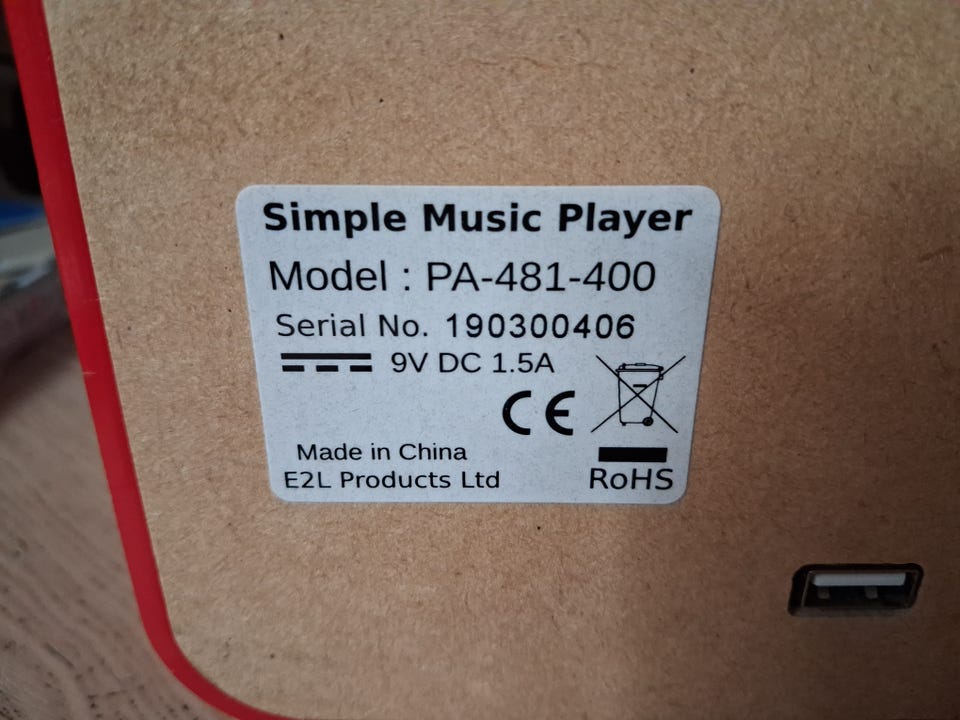 Simple Music Player
Model : PA-481-400
Serial No. 190300406
9V DC 1.5A
CE
Made in China
E2L Products Ltd
RoHS